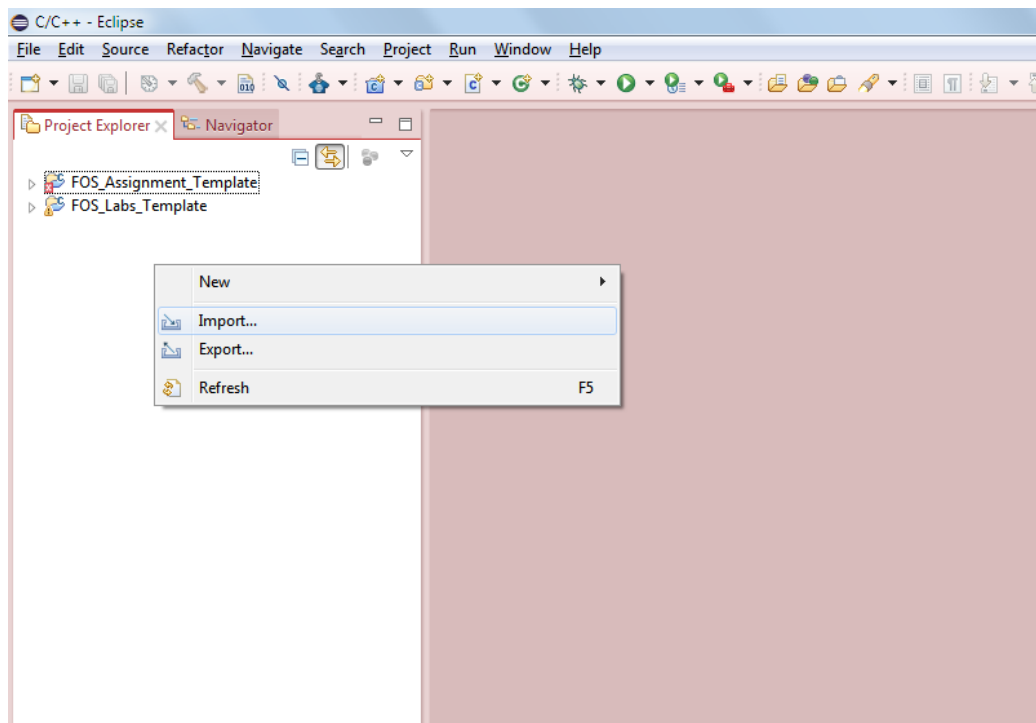 C/C++ - Eclipse
File Edit Source Refactor Navigate Search Project Run Window Help
010
Project Explorer Navigator
FOS_Assignment_Template
FOS_Labs_Template
New
Import...
Export...
Refresh F5